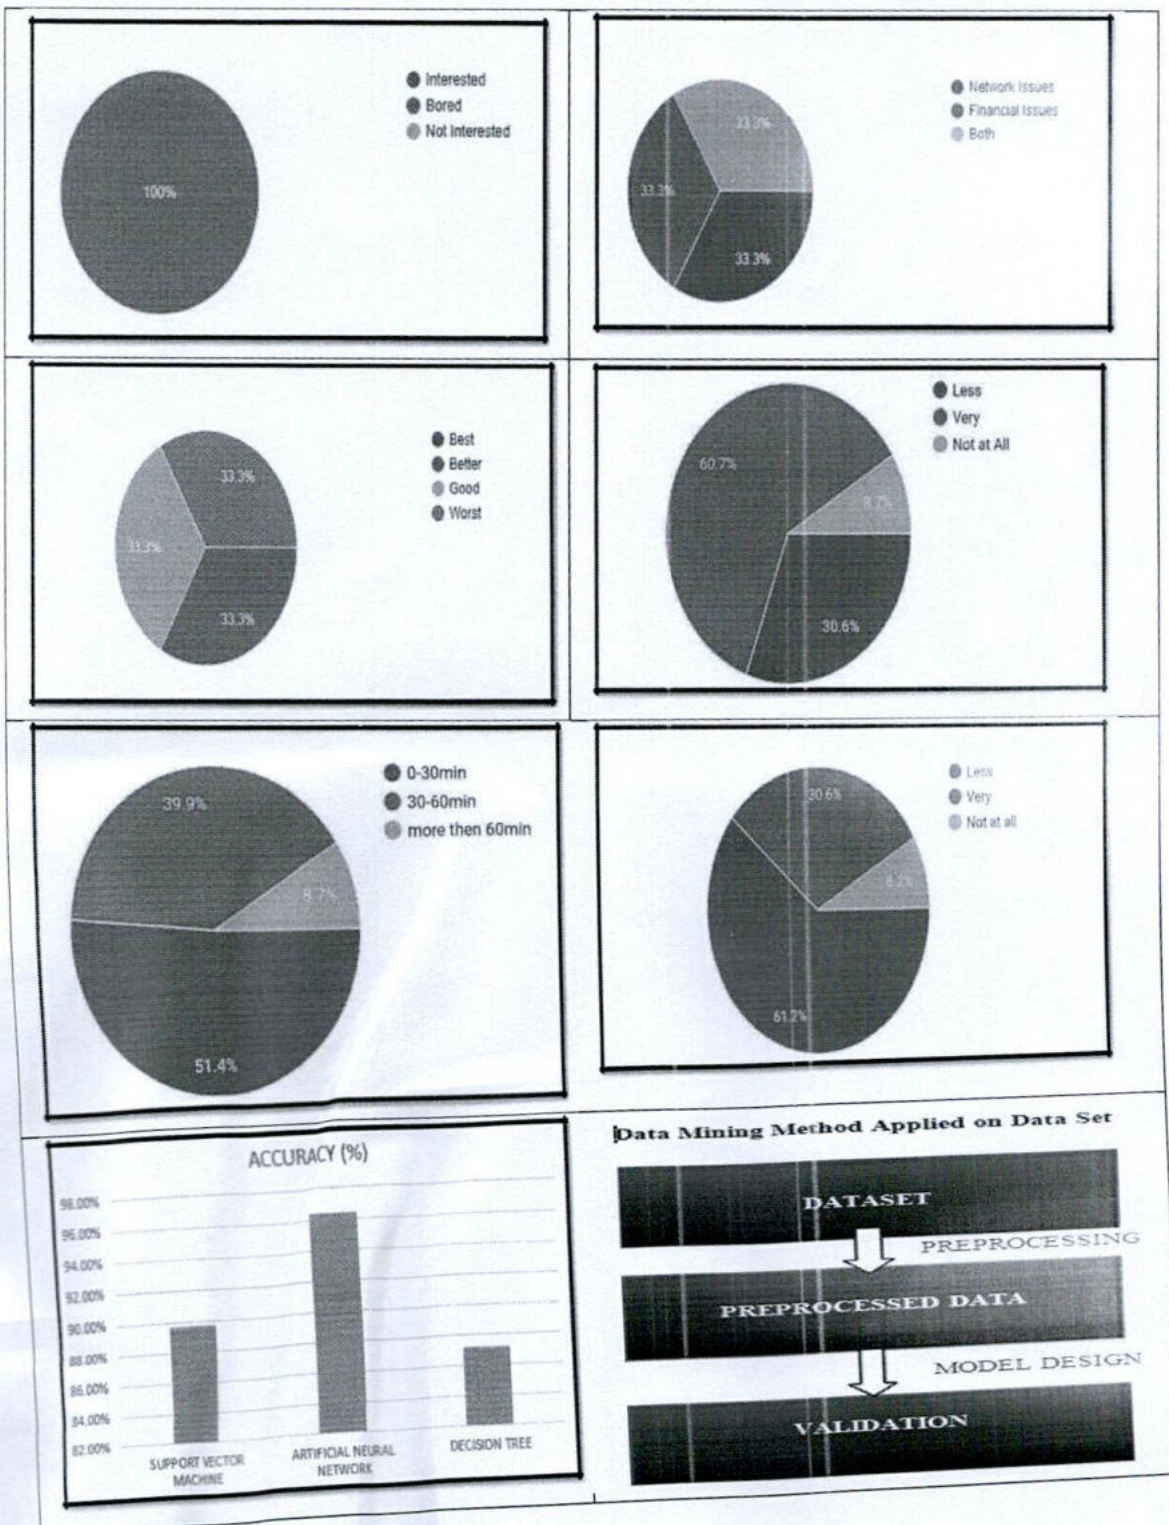 Interested
Bored
Not Interested
100%
Network Issues
Financial Issues
Both
33.3%
33.3%
33.3%
Best
Better
Good
Worst
33.3%
33.3%
33.3%
Less
Very
Not at All
60.7%
8.7%
30.6%
0-30min
30-60min
more then 60min
39.9%
8.7%
51.4%
Less
Very
Not at all
30.6%
8.2%
61.2%
ACCURACY (%)
98.00%
96.00%
94.00%
92.00%
90.00%
88.00%
86.00%
84.00%
82.00%
SUPPORT VECTOR
MACHINE
ARTIFICIAL NEURAL
NETWORK
DECISION TREE
Data Mining Method Applied on Data Set
DATASET
PREPROCESSING
PREPROCESSED DATA
MODEL DESIGN
VALIDATION